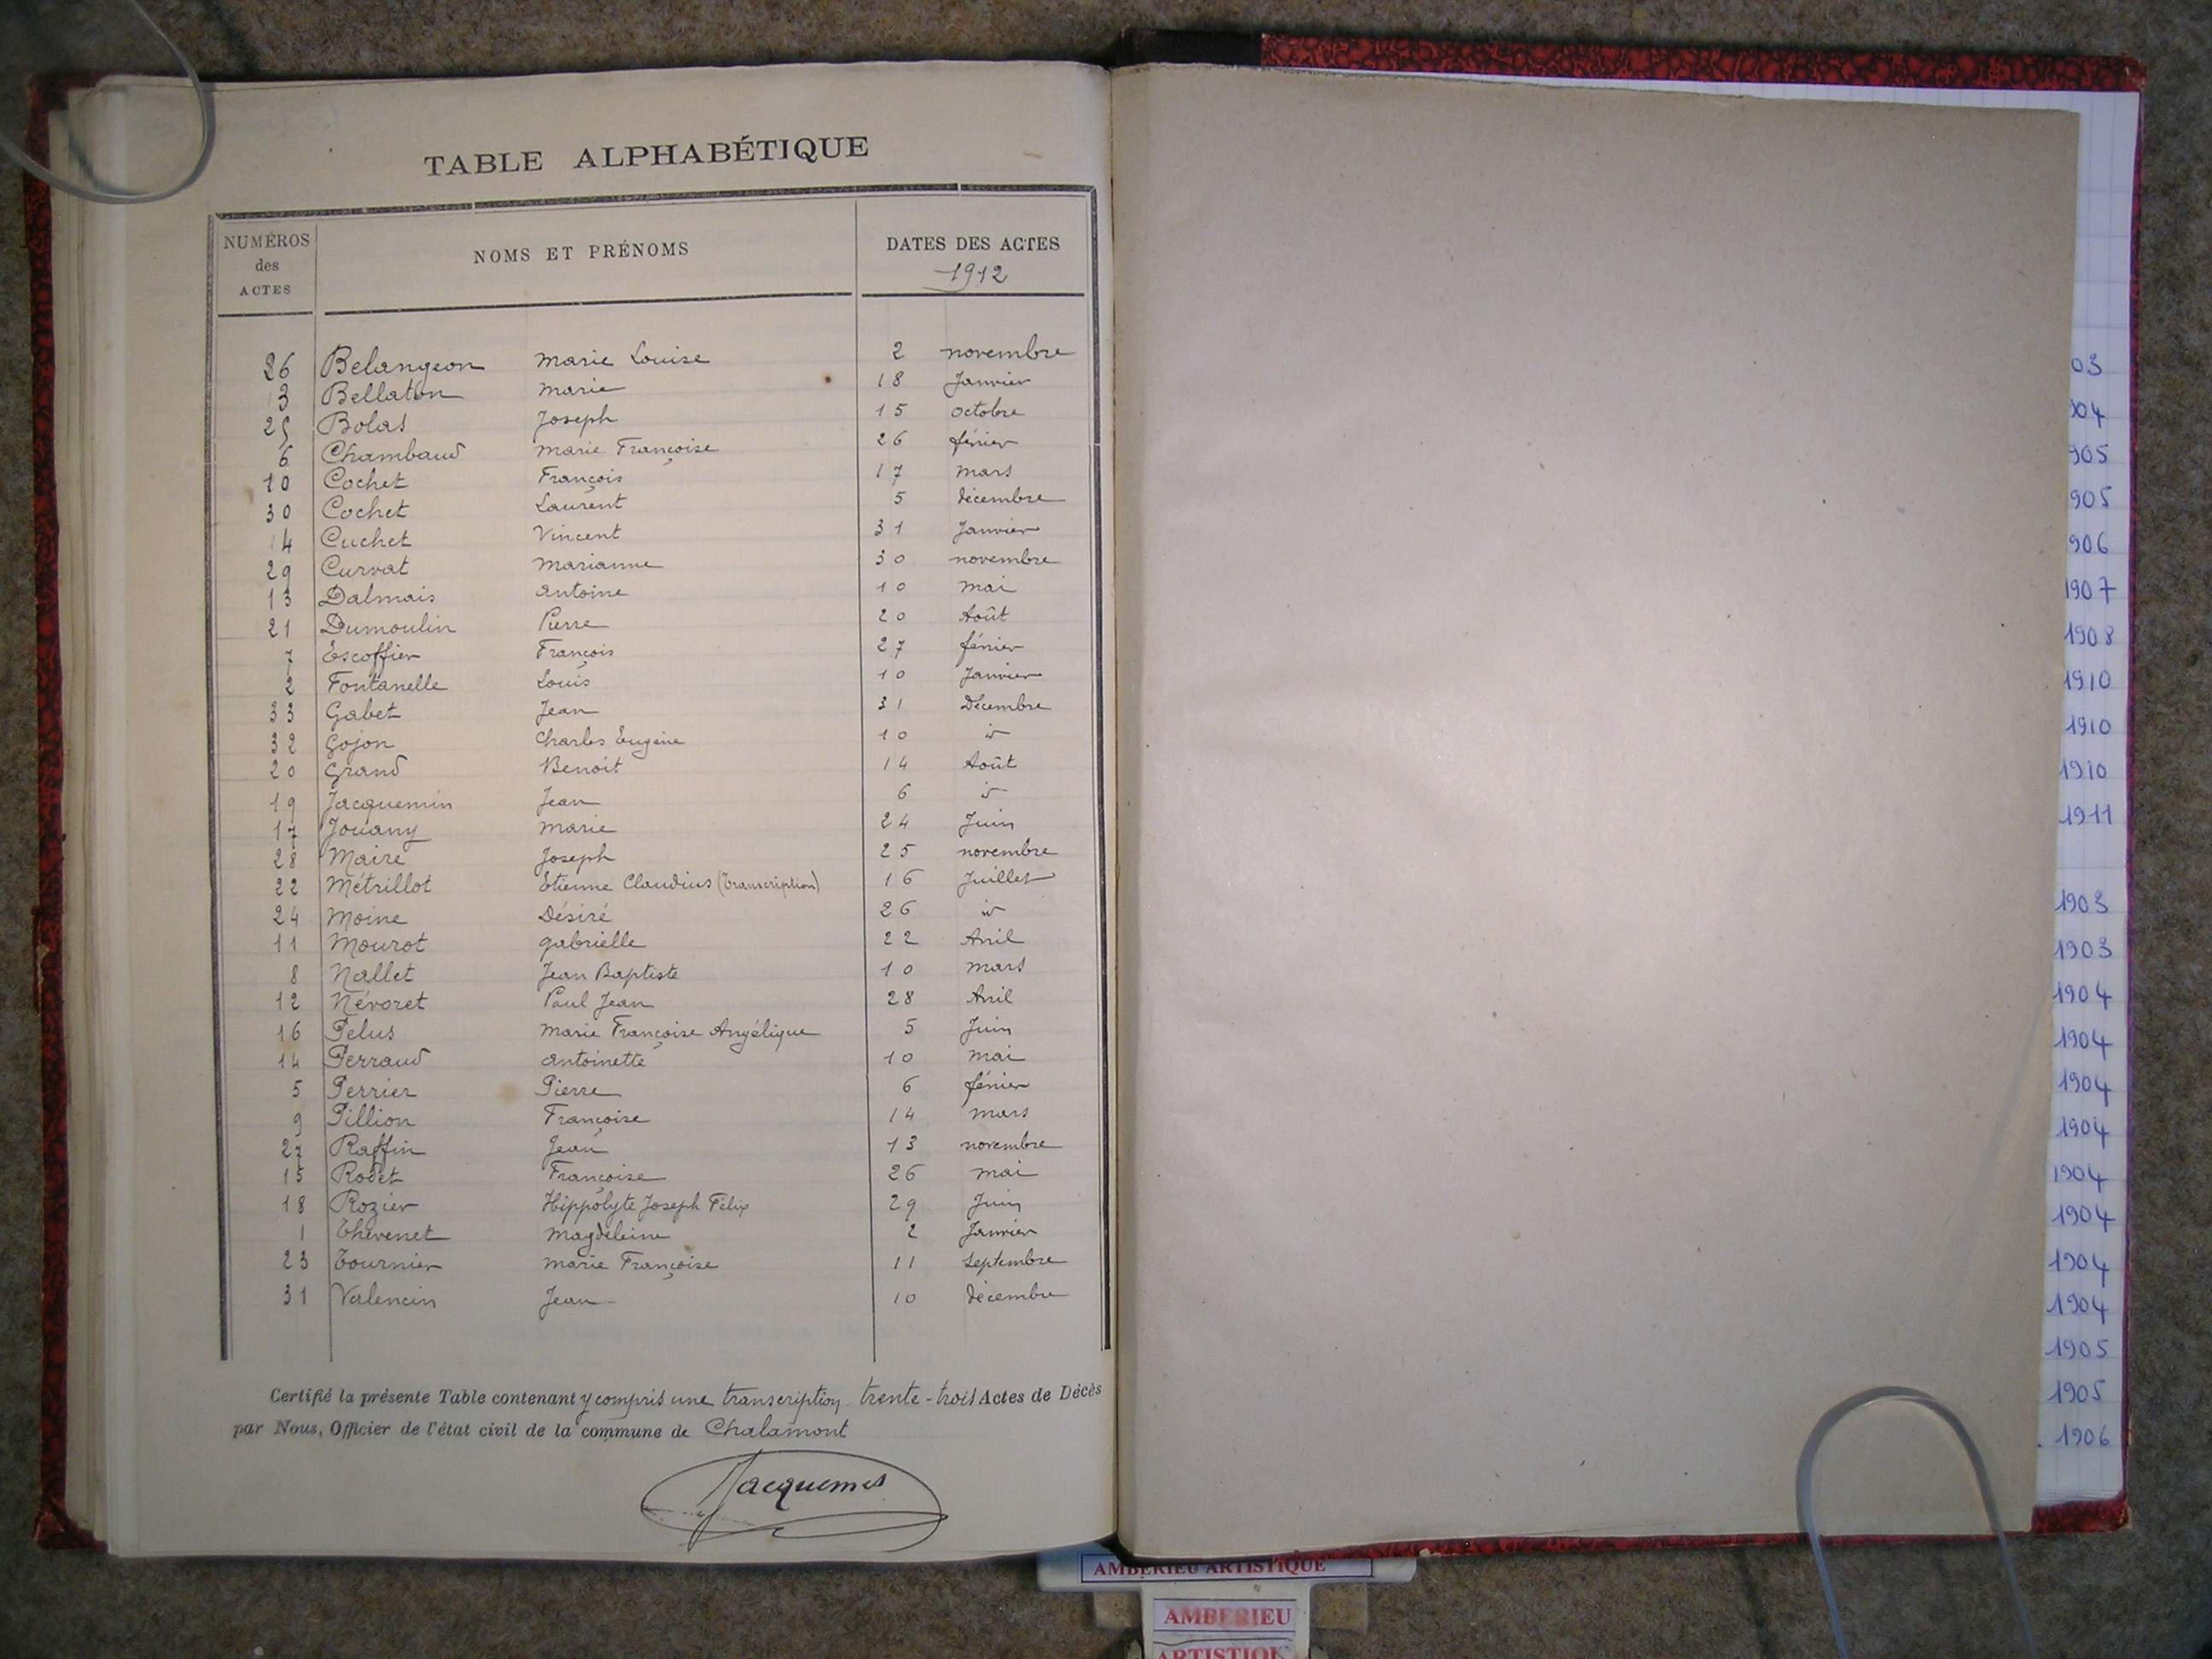 TABLE ALPHABÉTIQUE
NUMÉROS des ACTES NOMS ET PRÉNOMS DATES DES ACTES 1912
26 Belangeon Marie Louise 2 novembre
3 Bellaton Marie 18 Janvier
25 Bolas Joseph 15 octobre
6 Chambaud Marie Françoise 26 février
10 Cochet François 17 mars
30 Cochet Laurent 5 décembre
4 Cuchet Vincent 31 Janvier
29 Curvat Marianne 30 novembre
13 Dalmais Antoine 10 mai
21 Dumoulin Pierre 20 Août
7 Escoffier François 27 février
2 Fontanelle Louis 10 Janvier
33 Gabet Jean 31 Décembre
32 Gojon Charles Eugène 10 id
20 Grand Benoit 14 Août
19 Jacquemin Jean 6 id
17 Jouany Marie 24 Juin
28 Maire Joseph 25 novembre
22 Métrillot Etienne Claudius (Transcription) 16 Juillet
24 Moine Désiré 26 id
11 Mourot Gabrielle 22 Avril
8 Nallet Jean Baptiste 10 mars
12 Névoret Paul Jean 28 Avril
16 Pelus Marie Françoise Angélique 5 Juin
14 Perraud Antoinette 10 mai
5 Perrier Pierre 6 février
9 Pillion Françoise 14 mars
27 Raffin Jean 13 novembre
15 Rodet Françoise 26 mai
18 Rozier Hippolyte Joseph Félix 29 Juin
1 Thévenet Magdeleine 2 Janvier
23 Tournier Marie Françoise 11 septembre
31 Valencin Jean 10 décembre
Certifié la présente Table contenant y compris une transcription trente-trois Actes de Décès
par Nous, Officier de l'état civil de la commune de Chalamont
Jacquemet
03
904
905
905
906
1907
1908
1910
1910
1910
1911
1903
1903
1904
1904
1904
1904
1904
1904
1904
1904
1905
1905
1906
AMBERIEU ARTISTIQUE
AMBERIEU